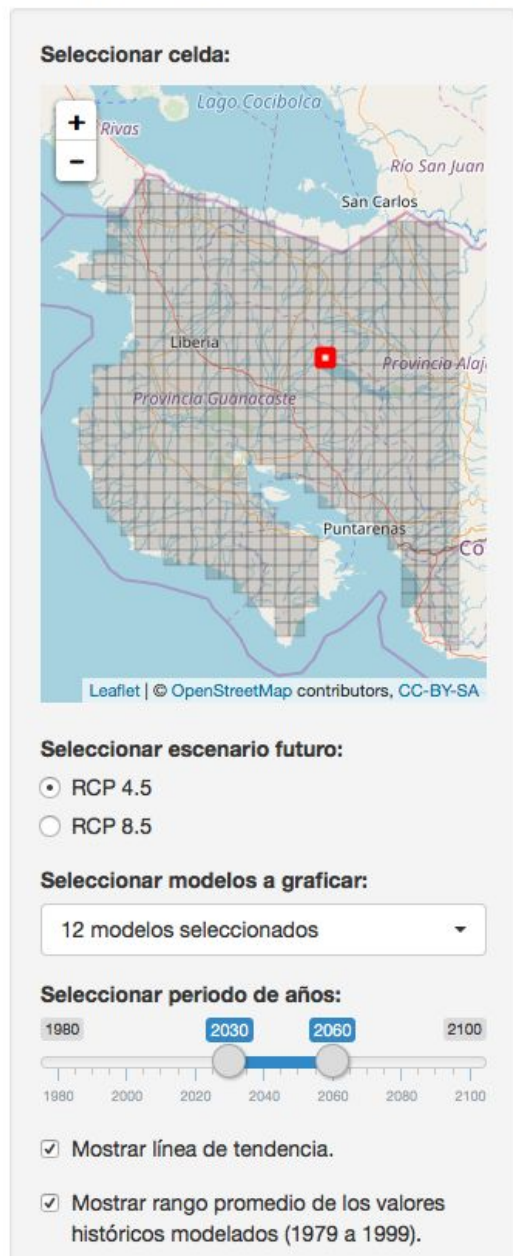 Seleccionar celda:
+
−
Lago Cocibolca
Rivas
Río San Juan
San Carlos
Liberia
Provincia Alaj
Provincia Guanacaste
Puntarenas
Co
Leaflet | © OpenStreetMap contributors, CC-BY-SA
Seleccionar escenario futuro:
RCP 4.5
RCP 8.5
Seleccionar modelos a graficar:
12 modelos seleccionados
Seleccionar periodo de años:
1980 2030 2060 2100
1980 2000 2020 2040 2060 2080 2100
Mostrar línea de tendencia.
Mostrar rango promedio de los valores
históricos modelados (1979 a 1999).